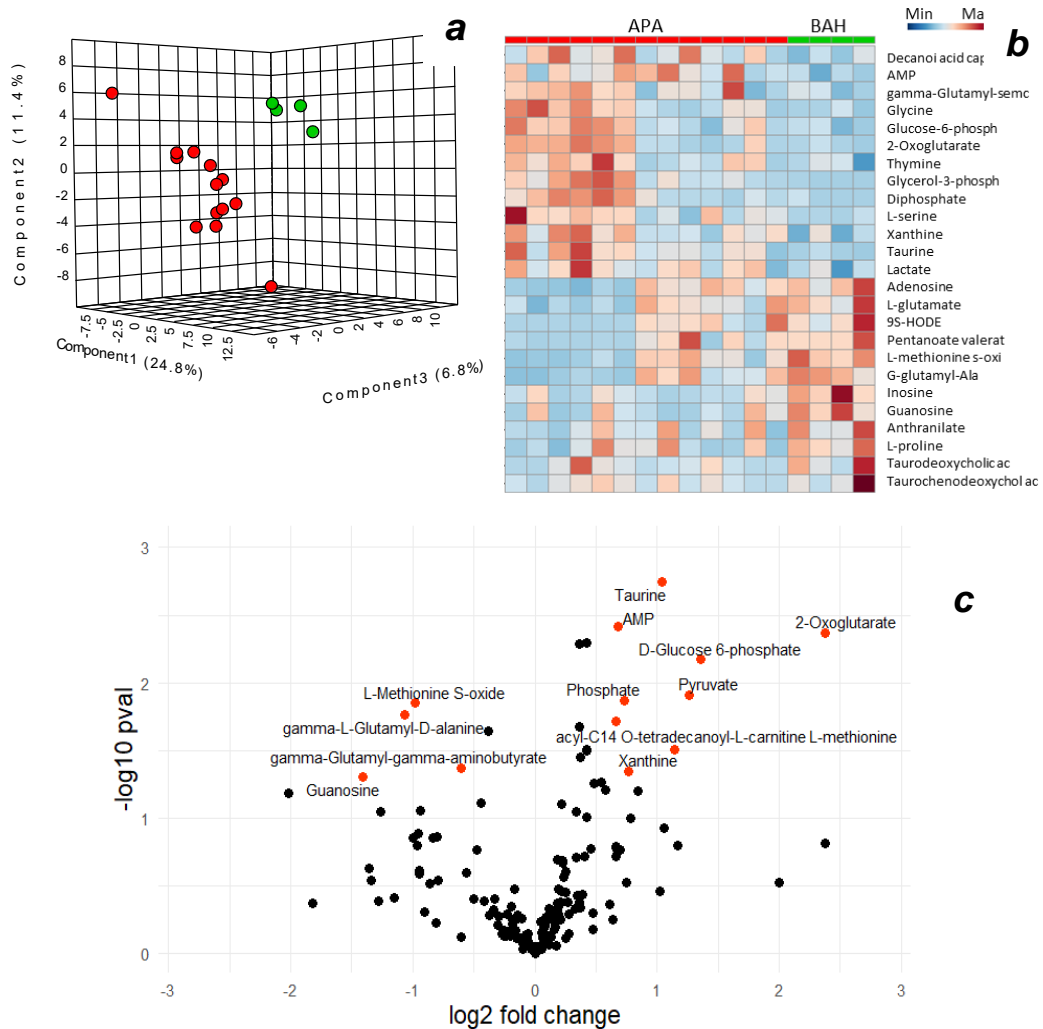 a
Component2 (11.4%)
8
6
4
2
0
-2
-4
-6
-8
-7.5
-5
-2.5
0
2.5
5
7.5
10
12.5
Component1 (24.8%)
-6
-4
-2
0
2
4
6
8
10
Component3 (6.8%)
Min Ma
APA BAH
b
Decanoi acid cap
AMP
gamma-Glutamyl-semc
Glycine
Glucose-6-phosph
2-Oxoglutarate
Thymine
Glycerol-3-phosph
Diphosphate
L-serine
Xanthine
Taurine
Lactate
Adenosine
L-glutamate
9S-HODE
Pentanoate valerat
L-methionine s-oxi
G-glutamyl-Ala
Inosine
Guanosine
Anthranilate
L-proline
Taurodeoxycholic ac
Taurochenodeoxychol ac
c
-log10 pval
3
2
1
0
Taurine
AMP
2-Oxoglutarate
D-Glucose 6-phosphate
Pyruvate
Phosphate
L-Methionine S-oxide
gamma-L-Glutamyl-D-alanine
acyl-C14 O-tetradecanoyl-L-carnitine L-methionine
gamma-Glutamyl-gamma-aminobutyrate
Xanthine
Guanosine
-3 -2 -1 0 1 2 3
log2 fold change